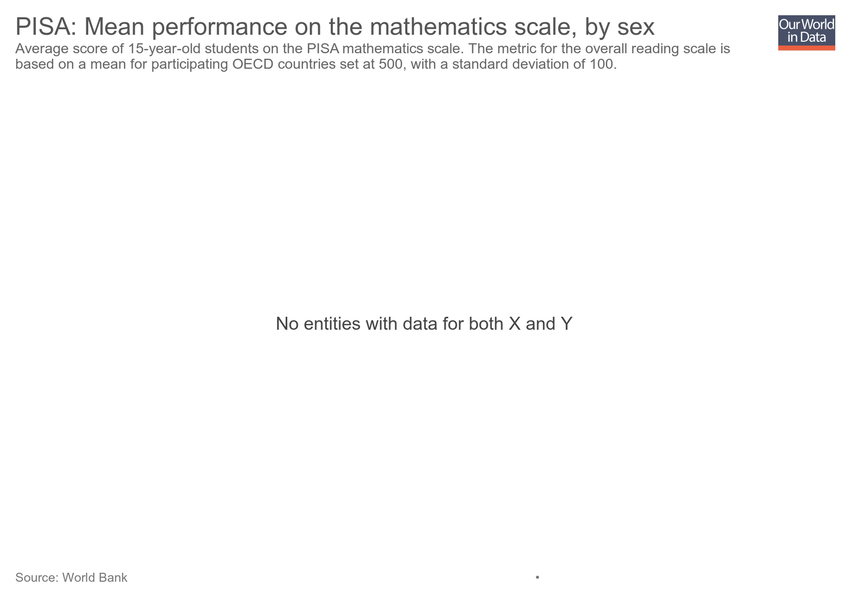 PISA: Mean performance on the mathematics scale, by sex
Our World
in Data
Average score of 15-year-old students on the PISA mathematics scale. The metric for the overall reading scale is
based on a mean for participating OECD countries set at 500, with a standard deviation of 100.
No entities with data for both X and Y
Source: World Bank
•